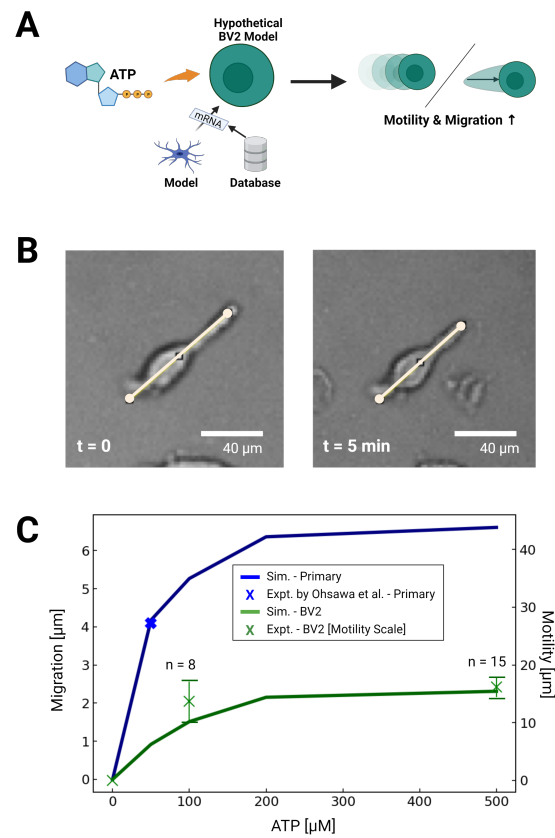 A
Hypothetical
BV2 Model
ATP
P P P
mRNA
Model
Database
Motility & Migration ↑
B
t = 0
40 µm
t = 5 min
40 µm
C
Migration [µm]
6
5
4
3
2
1
0
Sim. - Primary
X Expt. by Ohsawa et al. - Primary
Sim. - BV2
X Expt. - BV2 [Motility Scale]
n = 8
n = 15
40
30
20
10
0
Motility [µm]
0 100 200 300 400 500
ATP [µM]